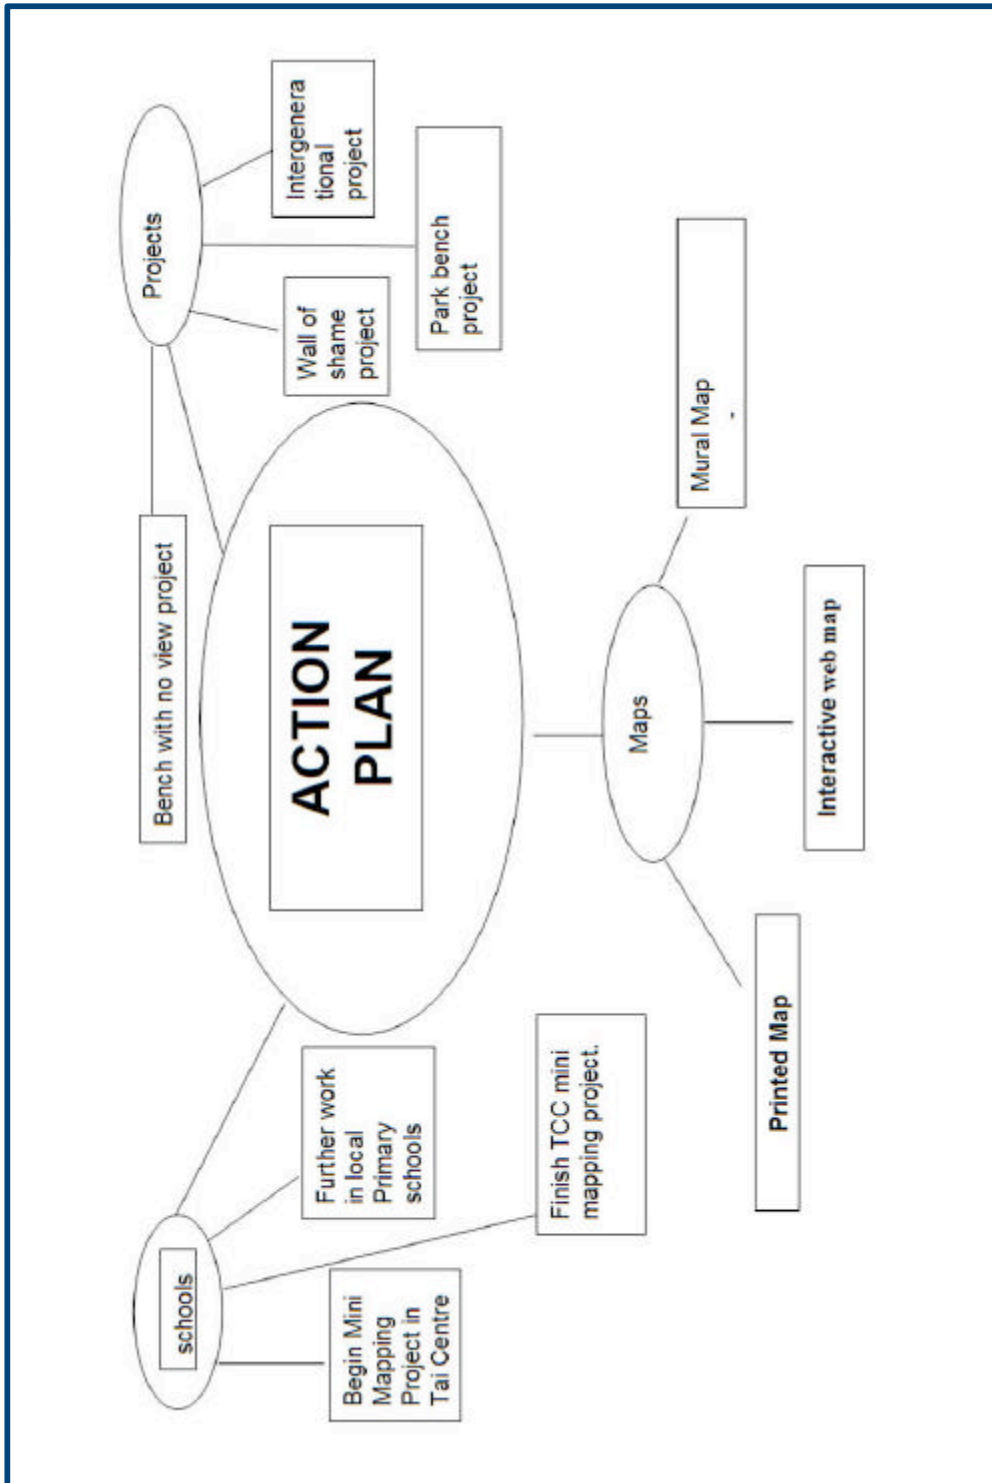 schools
Begin Mini
Mapping
Project in
Tai Centre
Further work
in local
Primary
schools
Finish TCC mini
mapping project.
ACTION
PLAN
Bench with no view project
Projects
Wall of
shame
project
Park bench
project
Intergenera
tional
project
Maps
Printed Map
Interactive web map
Mural Map
-